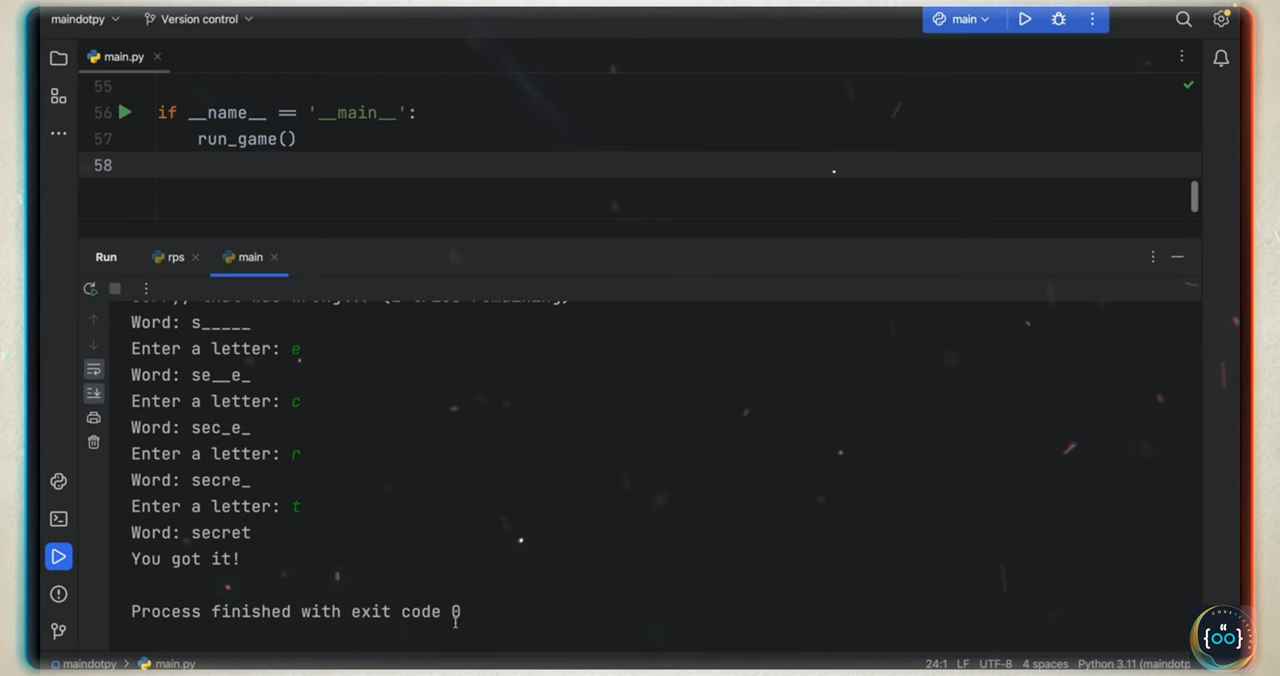 maindotpy Version control main
main.py
55
56 if __name__ == '__main__':
57 run_game()
58
Run rps main
Word: s_____
Enter a letter: e
Word: se__e_
Enter a letter: c
Word: sec_e_
Enter a letter: r
Word: secre_
Enter a letter: t
Word: secret
You got it!
Process finished with exit code 0
maindotpy > main.py 24:1 LF UTF-8 4 spaces Python 3.11 (maindotp